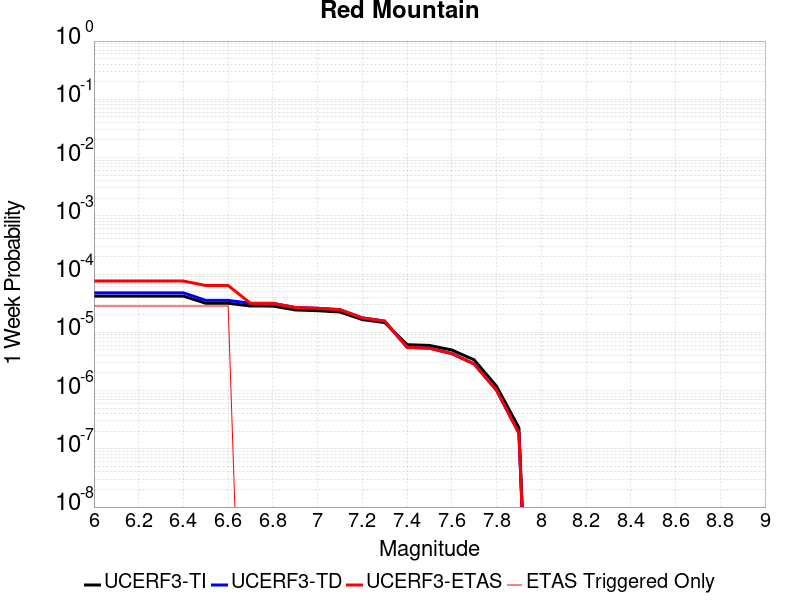 Red Mountain
10^0
10^-1
10^-2
10^-3
10^-4
10^-5
10^-6
10^-7
10^-8
1 Week Probability
6 6.2 6.4 6.6 6.8 7 7.2 7.4 7.6 7.8 8 8.2 8.4 8.6 8.8 9
Magnitude
UCERF3-TI UCERF3-TD UCERF3-ETAS ETAS Triggered Only